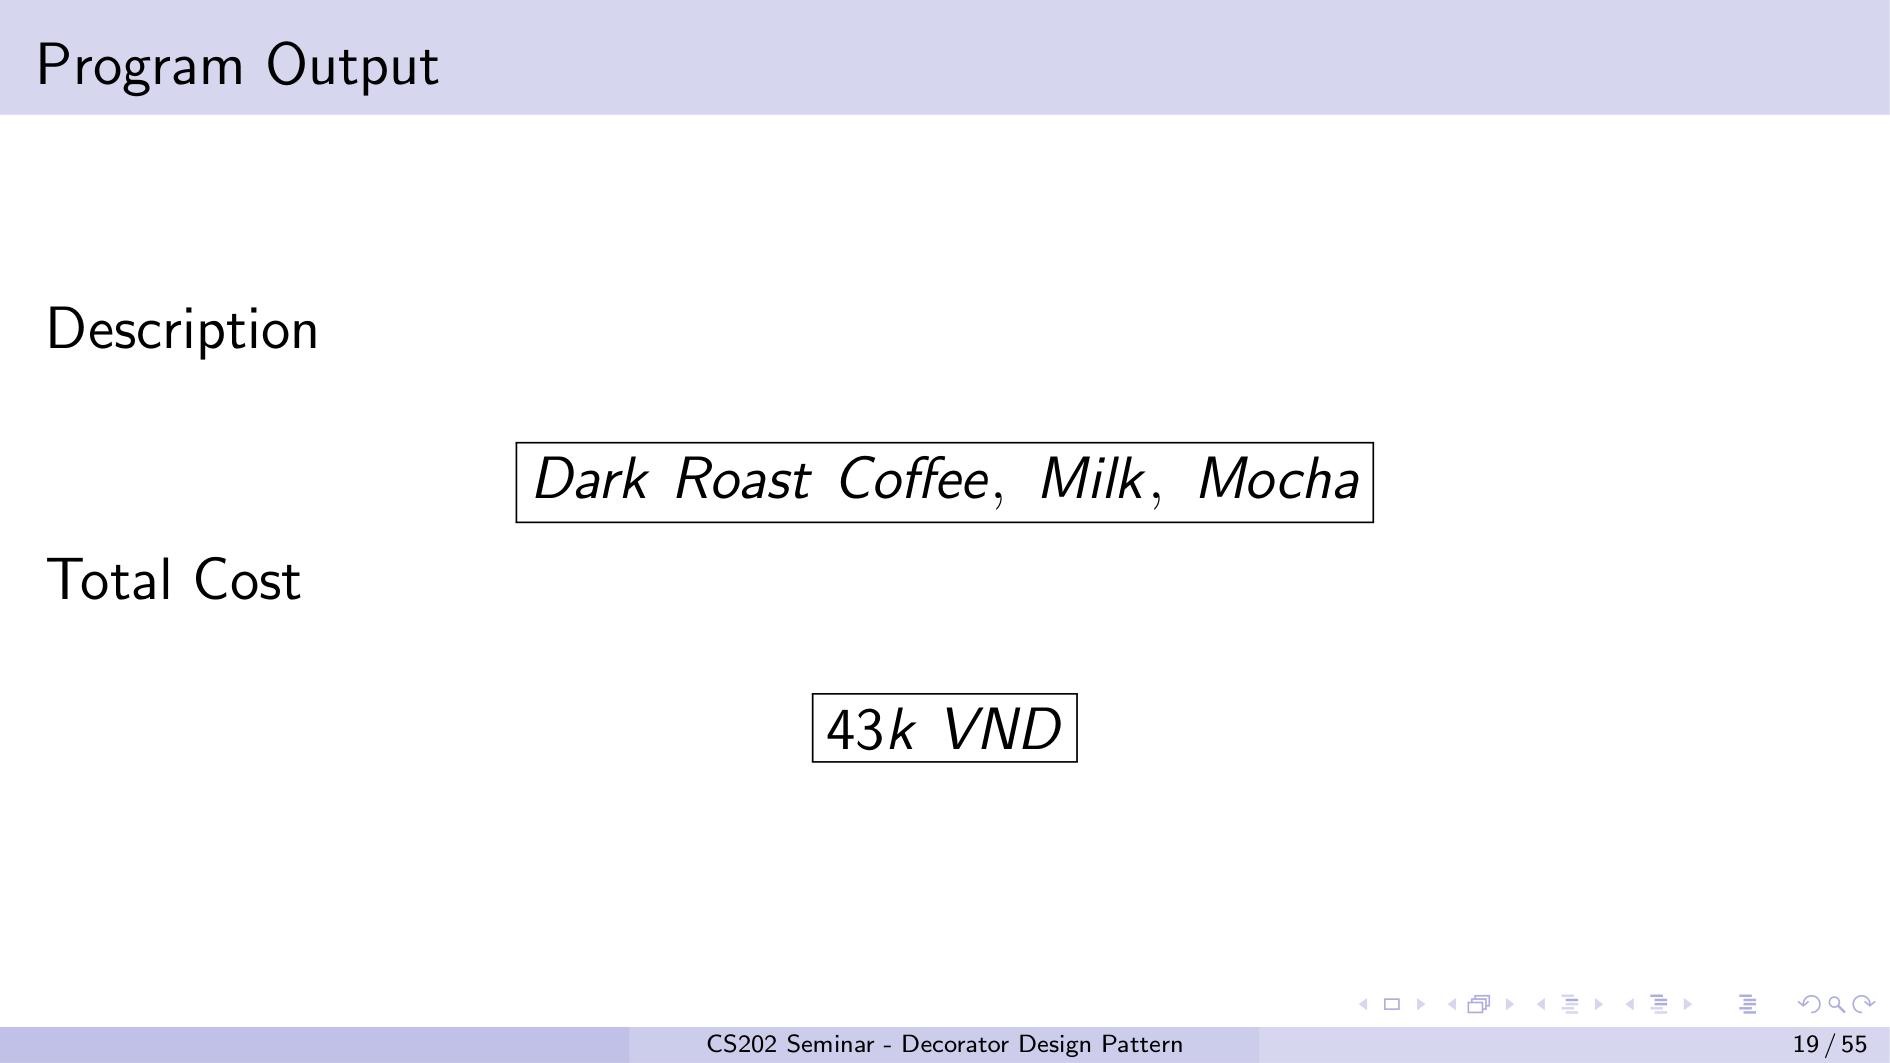 Program Output
Description
Dark Roast Coffee, Milk, Mocha
Total Cost
43k VND
CS202 Seminar - Decorator Design Pattern
19 / 55